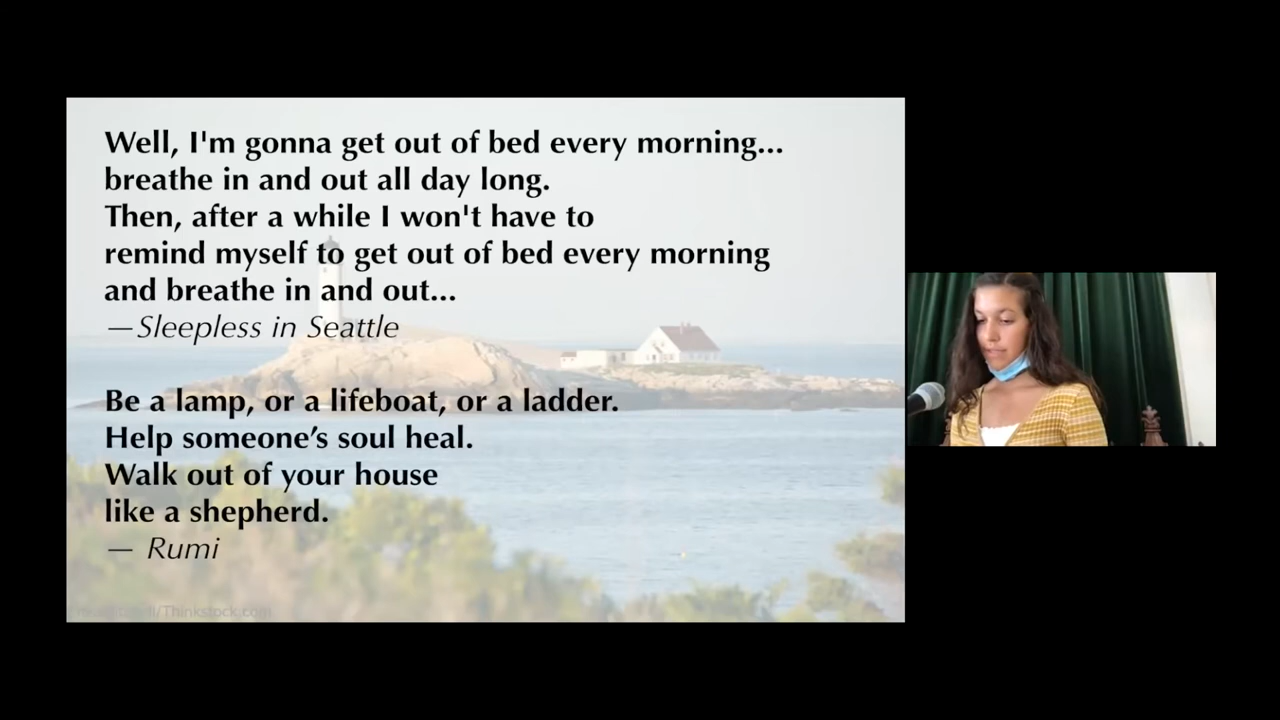 Well, I'm gonna get out of bed every morning...
breathe in and out all day long.
Then, after a while I won't have to
remind myself to get out of bed every morning
and breathe in and out...
—Sleepless in Seattle
Be a lamp, or a lifeboat, or a ladder.
Help someone’s soul heal.
Walk out of your house
like a shepherd.
— Rumi
/Thinkstock.com